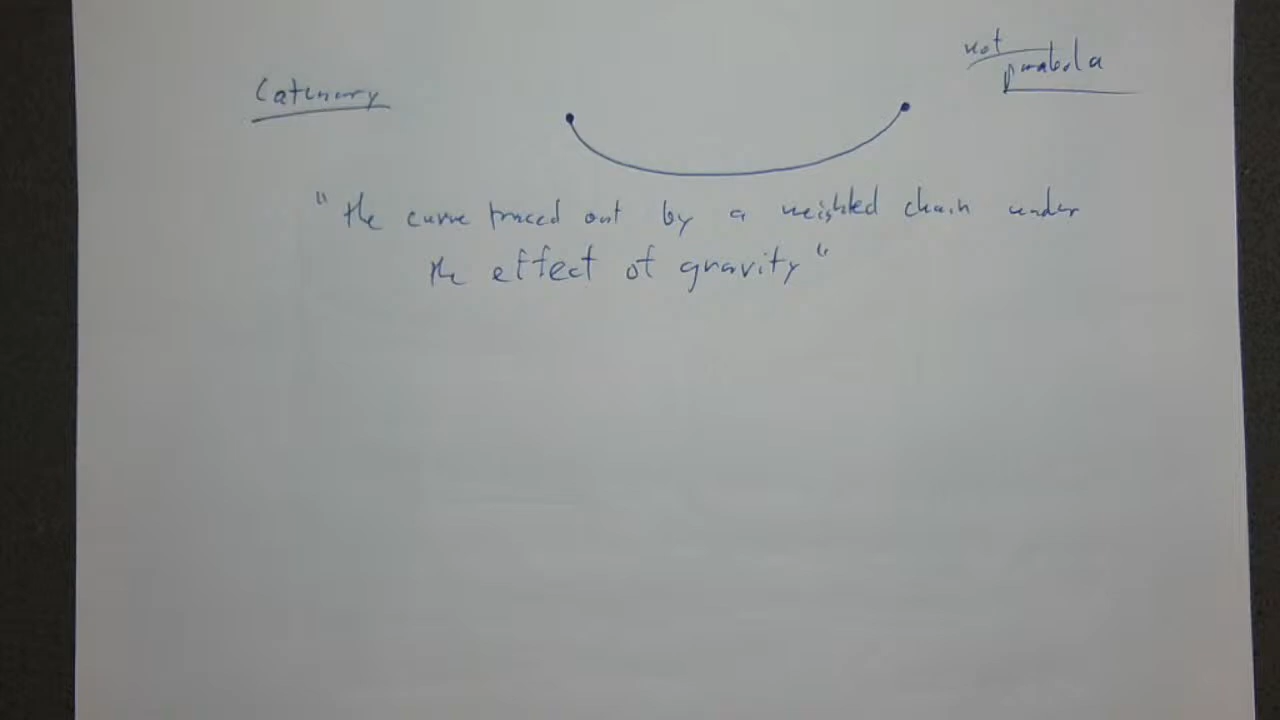 not
parabola
Catenary
"the curve traced out by a weighted chain under
the effect of gravity"